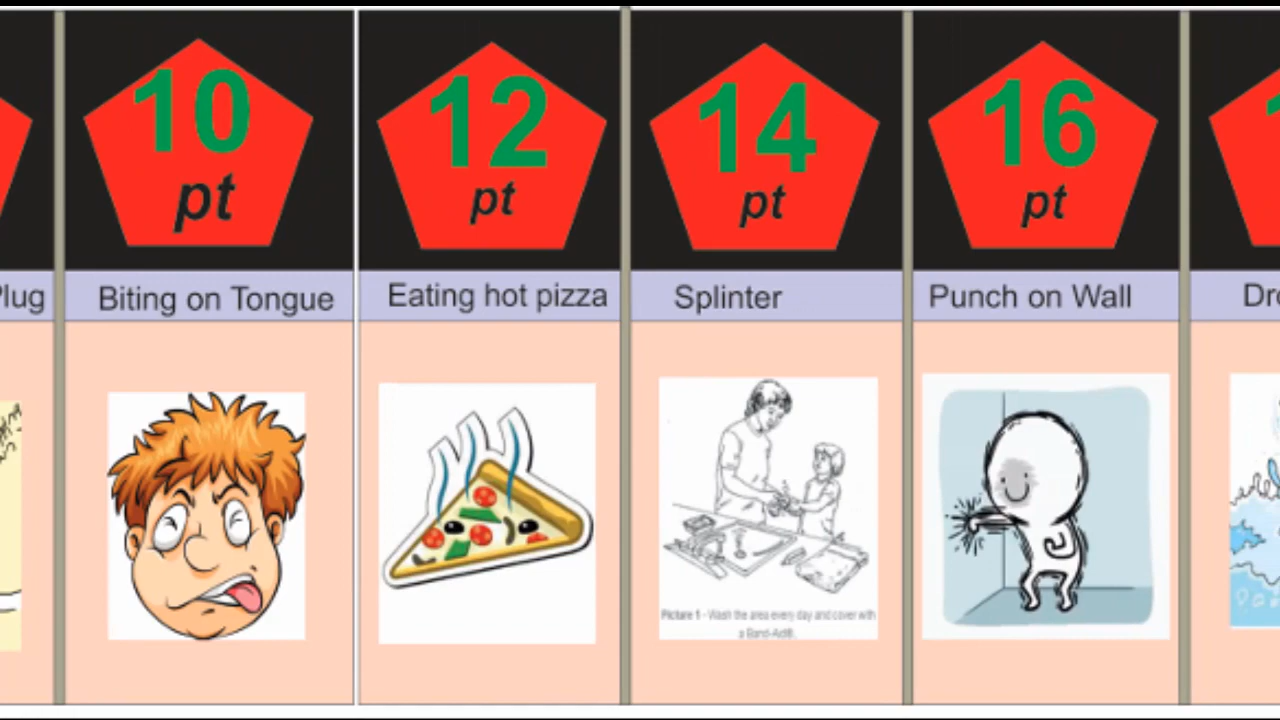 10
pt
12
pt
14
pt
16
pt
Plug
Biting on Tongue
Eating hot pizza
Splinter
Punch on Wall
Picture 1 - Wash the area every day and cover with
a Band-Aid®.